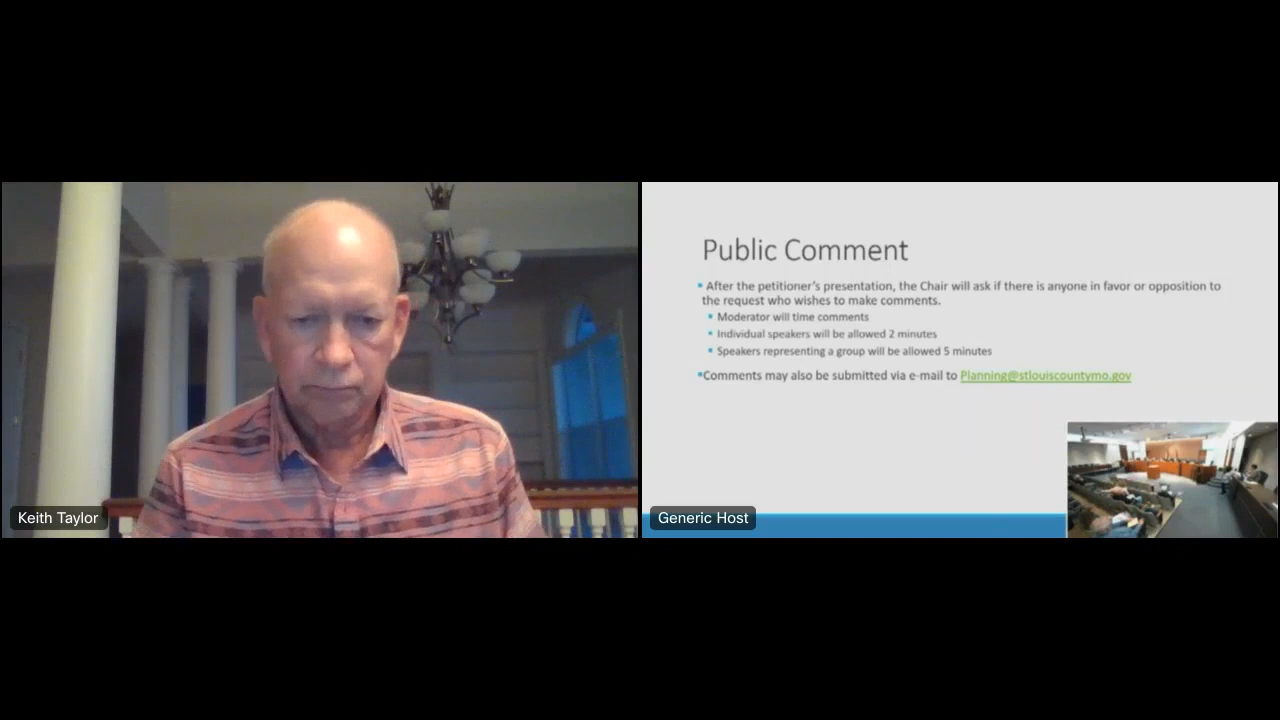 Public Comment
After the petitioner's presentation, the Chair will ask if there is anyone in favor or opposition to
the request who wishes to make comments.
Moderator will time comments
Individual speakers will be allowed 2 minutes
Speakers representing a group will be allowed 5 minutes
Comments may also be submitted via e-mail to Planning@stlouiscountymo.gov
Keith Taylor
Generic Host